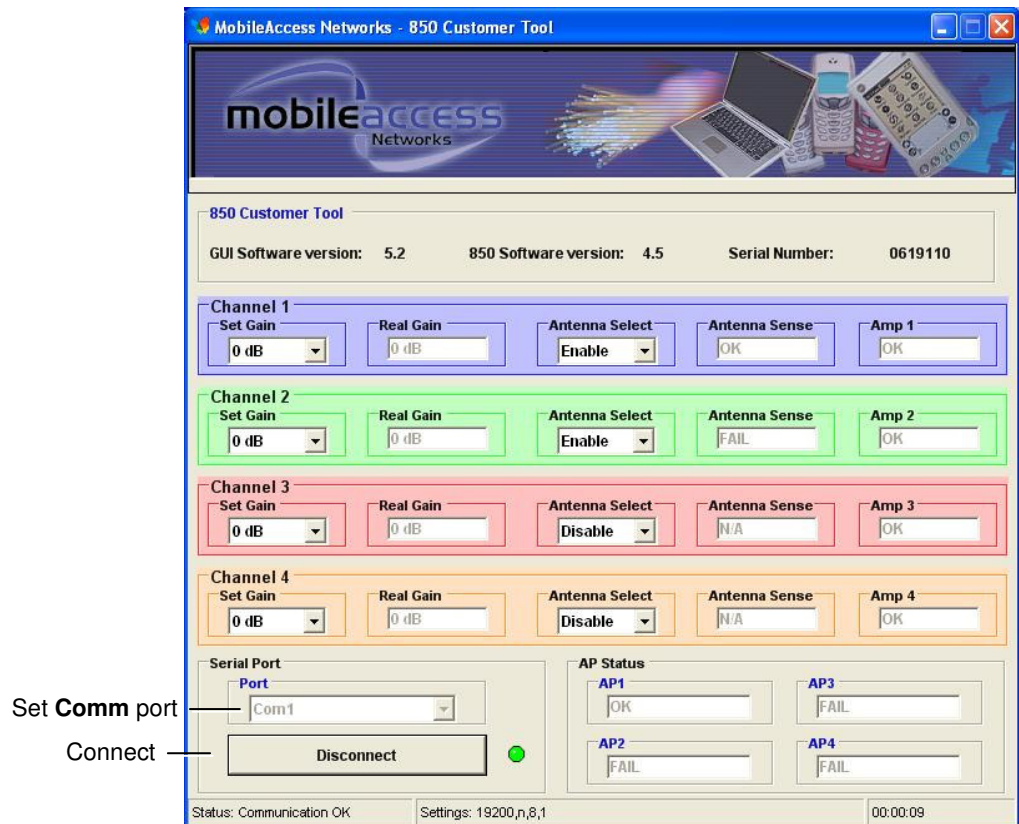 MobileAccess Networks - 850 Customer Tool
mobileaccess
Networks
850 Customer Tool
GUI Software version: 5.2 850 Software version: 4.5 Serial Number: 0619110
Channel 1
Set Gain Real Gain Antenna Select Antenna Sense Amp 1
0 dB 0 dB Enable OK OK
Channel 2
Set Gain Real Gain Antenna Select Antenna Sense Amp 2
0 dB 0 dB Enable FAIL OK
Channel 3
Set Gain Real Gain Antenna Select Antenna Sense Amp 3
0 dB 0 dB Disable N/A OK
Channel 4
Set Gain Real Gain Antenna Select Antenna Sense Amp 4
0 dB 0 dB Disable N/A OK
Serial Port AP Status
Port AP1 AP3
Set Comm port Com1 OK FAIL
Connect Disconnect AP2 AP4
FAIL FAIL
Status: Communication OK Settings: 19200,n,8,1 00:00:09